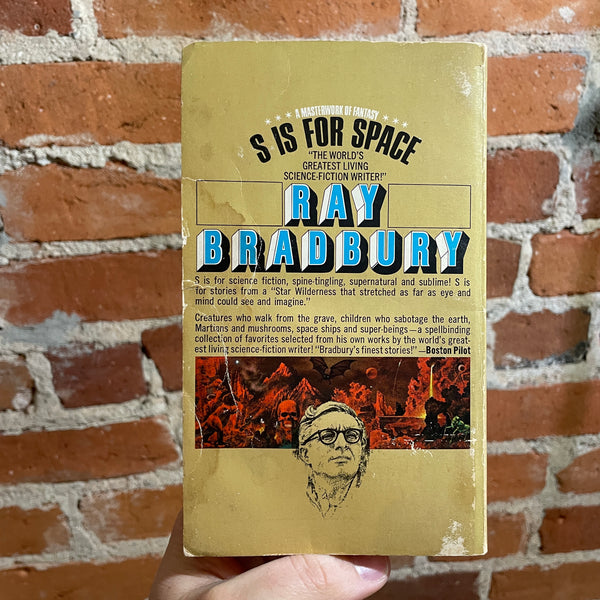 A MASTERWORK OF FANTASY
S IS FOR SPACE
"THE WORLD'S
GREATEST LIVING
SCIENCE-FICTION WRITER!"
RAY
BRADBURY
S is for science fiction, spine-tingling, supernatural and sublime! S is
for stories from a "Star Wilderness that stretched as far as eye and
mind could see and imagine."
Creatures who walk from the grave, children who sabotage the earth,
Martians and mushrooms, space ships and super-beings—a spellbinding
collection of favorites selected from his own works by the world's great-
est living science-fiction writer! "Bradbury's finest stories!" —Boston Pilot